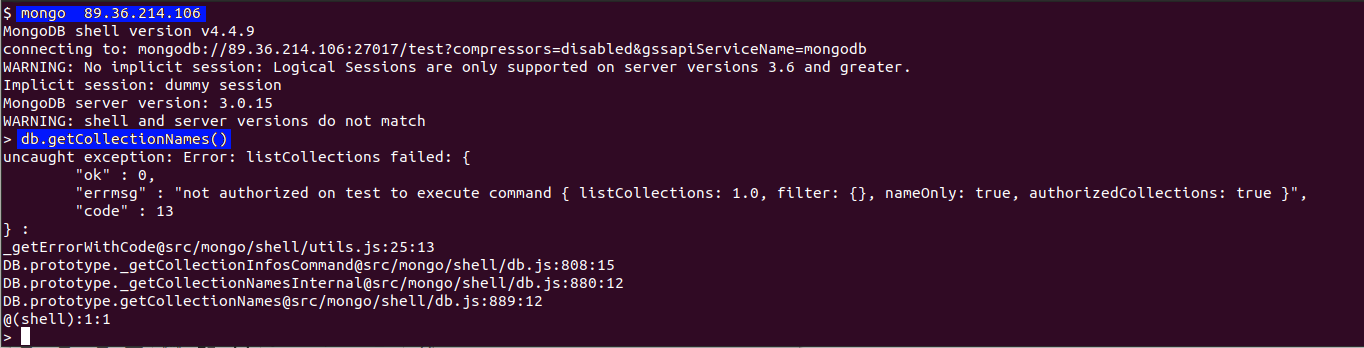 $ mongo  89.36.214.106
MongoDB shell version v4.4.9
connecting to: mongodb://89.36.214.106:27017/test?compressors=disabled&gssapiServiceName=mongodb
WARNING: No implicit session: Logical Sessions are only supported on server versions 3.6 and greater.
Implicit session: dummy session
MongoDB server version: 3.0.15
WARNING: shell and server versions do not match
> db.getCollectionNames()
uncaught exception: Error: listCollections failed: {
        "ok" : 0,
        "errmsg" : "not authorized on test to execute command { listCollections: 1.0, filter: {}, nameOnly: true, authorizedCollections: true }",
        "code" : 13
} :
_getErrorWithCode@src/mongo/shell/utils.js:25:13
DB.prototype._getCollectionInfosCommand@src/mongo/shell/db.js:808:15
DB.prototype._getCollectionNamesInternal@src/mongo/shell/db.js:880:12
DB.prototype.getCollectionNames@src/mongo/shell/db.js:889:12
@(shell):1:1
>